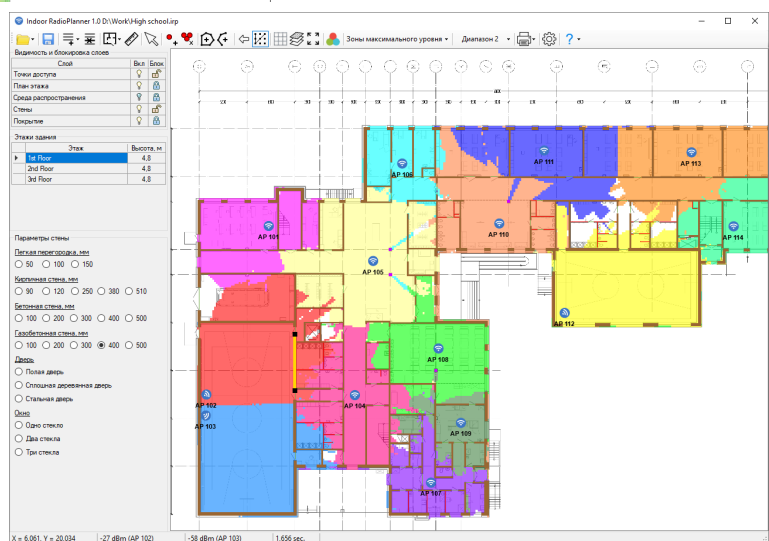 Indoor RadioPlanner 1.0 D:\Work\High school.irp
Зоны максимального уровня
Диапазон 2
Видимость и блокировка слоев
Слой Вкл Блок
Точки доступа
План этажа
Среда распространения
Стены
Покрытие
Этажи здания
Этаж Высота, м
1st Floor 4.8
2nd Floor 4.8
3rd Floor 4.8
Параметры стены
Легкая перегородка, мм
50 100 150
Кирпичная стена, мм
90 120 250 380 510
Бетонная стена, мм
100 200 300 400 500
Газобетонная стена, мм
100 200 300 400 500
Дверь
Полая дверь
Сплошная деревянная дверь
Стальная дверь
Окно
Одно стекло
Два стекла
Три стекла
AP 106
AP 111
AP 113
AP 101
AP 110
AP 114
AP 105
AP 112
AP 108
AP 102
AP 104
AP 103
AP 109
AP 107
X = 6.061, Y = 20.034 -27 dBm (AP 102) -58 dBm (AP 103) 1.656 sec.